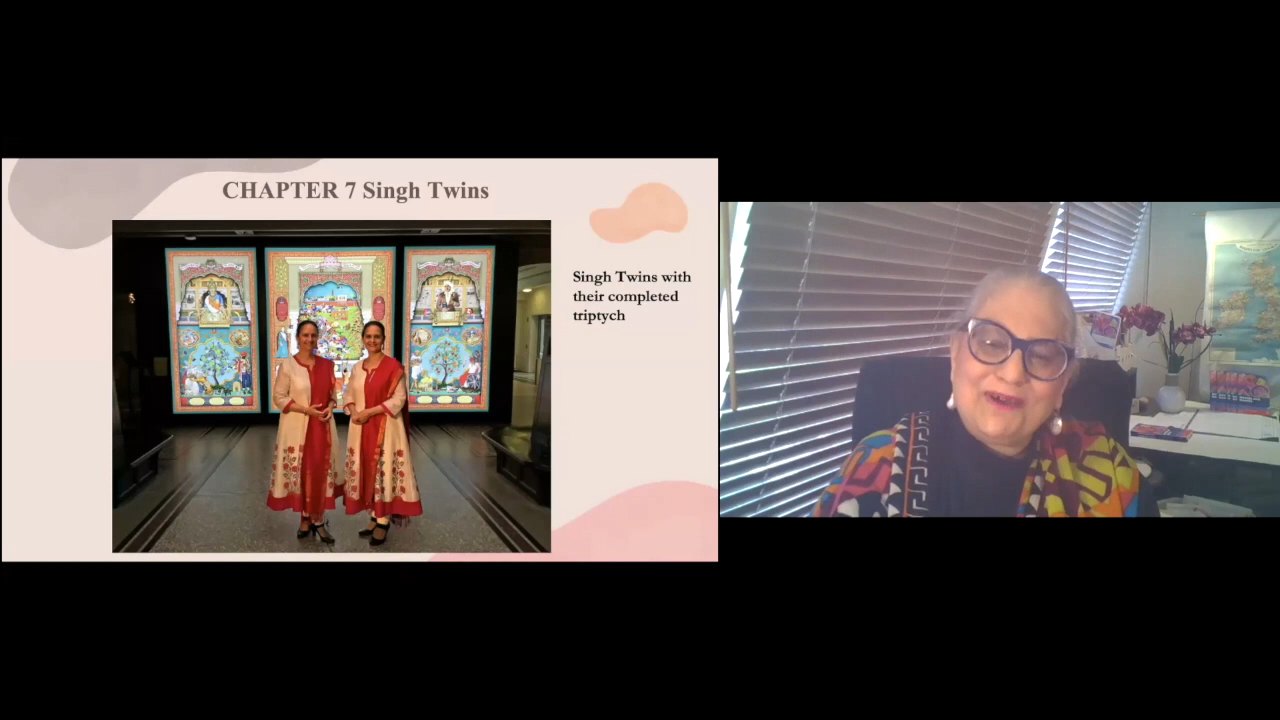 CHAPTER 7 Singh Twins
Singh Twins with
their completed
triptych